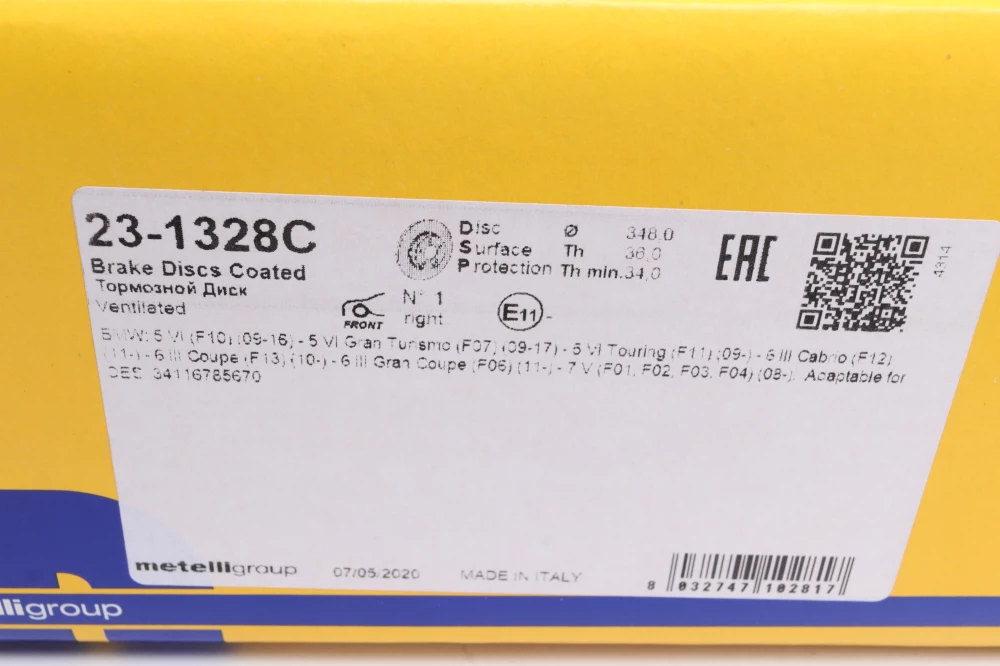 23-1328C
Brake Discs Coated
Тормозной Диск
Ventilated
Disc
Surface
Protection
Ø 348,0
Th 36,0
Th min. 34,0
FRONT
N° 1
right
E11 -
EAC
4314
BMW: 5 VI (F10) (09-16) - 5 VI Gran Turismo (F07) (09-17) - 5 VI Touring (F11) (09-) - 6 III Cabrio (F12)
(11-) - 6 III Coupe (F13) (10-) - 6 III Gran Coupe (F06) (11-) - 7 V (F01, F02, F03, F04) (08-). Adaptable for
OES: 34116785670
metelligroup 07/05/2020 MADE IN ITALY
8 032747 102817
lligroup